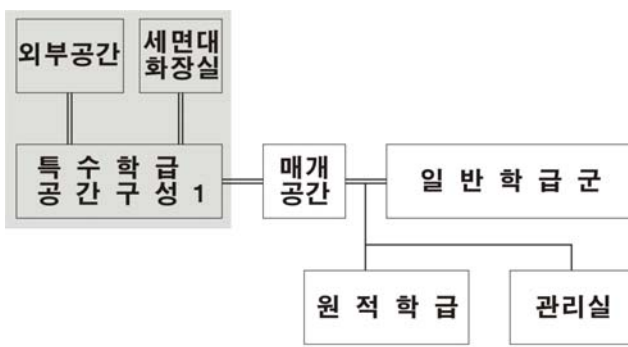 외부공간
세면대
화장실
특 수 학 급
공 간 구 성 1
매개
공간
일 반 학 급 군
원 적 학 급
관리실